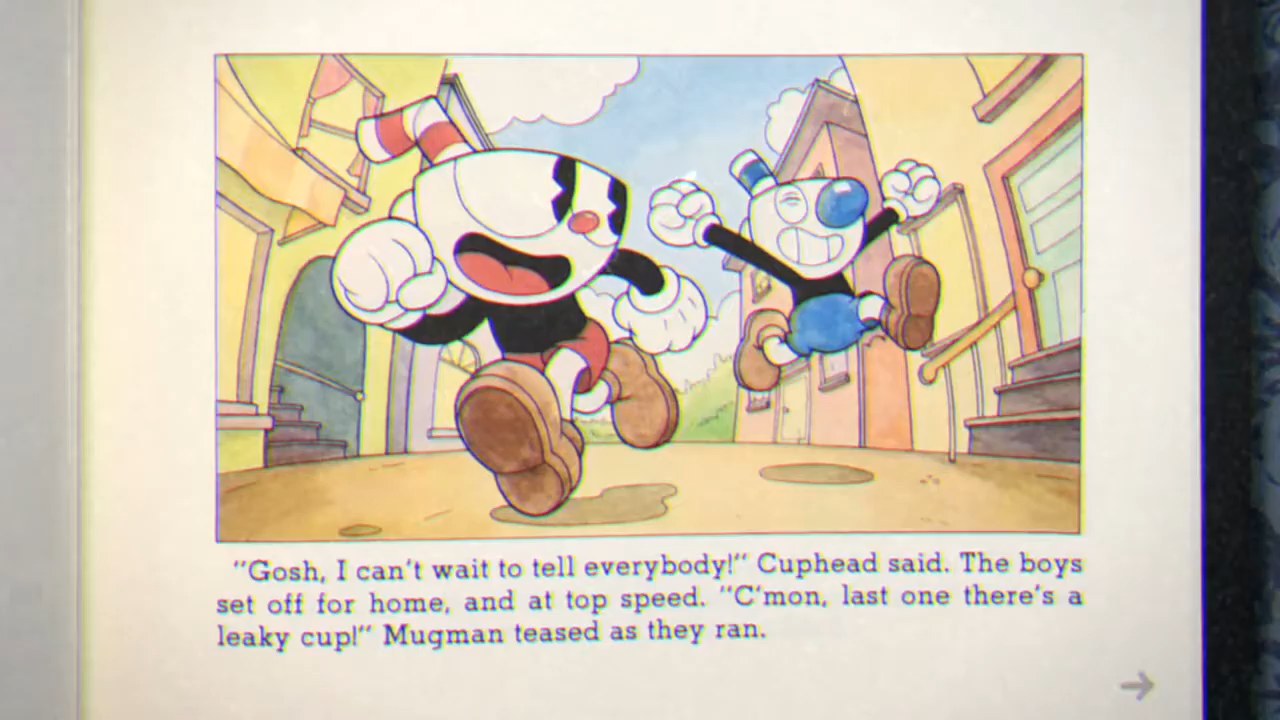 "Gosh, I can't wait to tell everybody!" Cuphead said. The boys
set off for home, and at top speed. "C'mon, last one there's a
leaky cup!" Mugman teased as they ran.